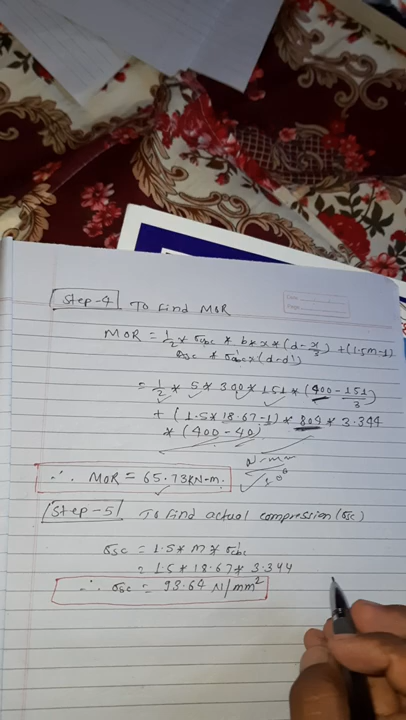 Step-4 To find MOR
MOR = 1/2 * σcbc * b * x * (d - x/3) + (1.5m - 1)
Asc * σ'cbc * (d - d')
= 1/2 * 5 * 300 * 151 * (400 - 151/3)
+ (1.5 * 18.67 - 1) * 804 * 3.344
* (400 - 40)
N-mm
10⁶
∴ MOR = 65.73 KN-m.
Step-5 To find actual compression (σsc)
σsc = 1.5 * m * σ'cbc
= 1.5 * 18.67 * 3.344
∴ σsc = 93.64 N/mm²